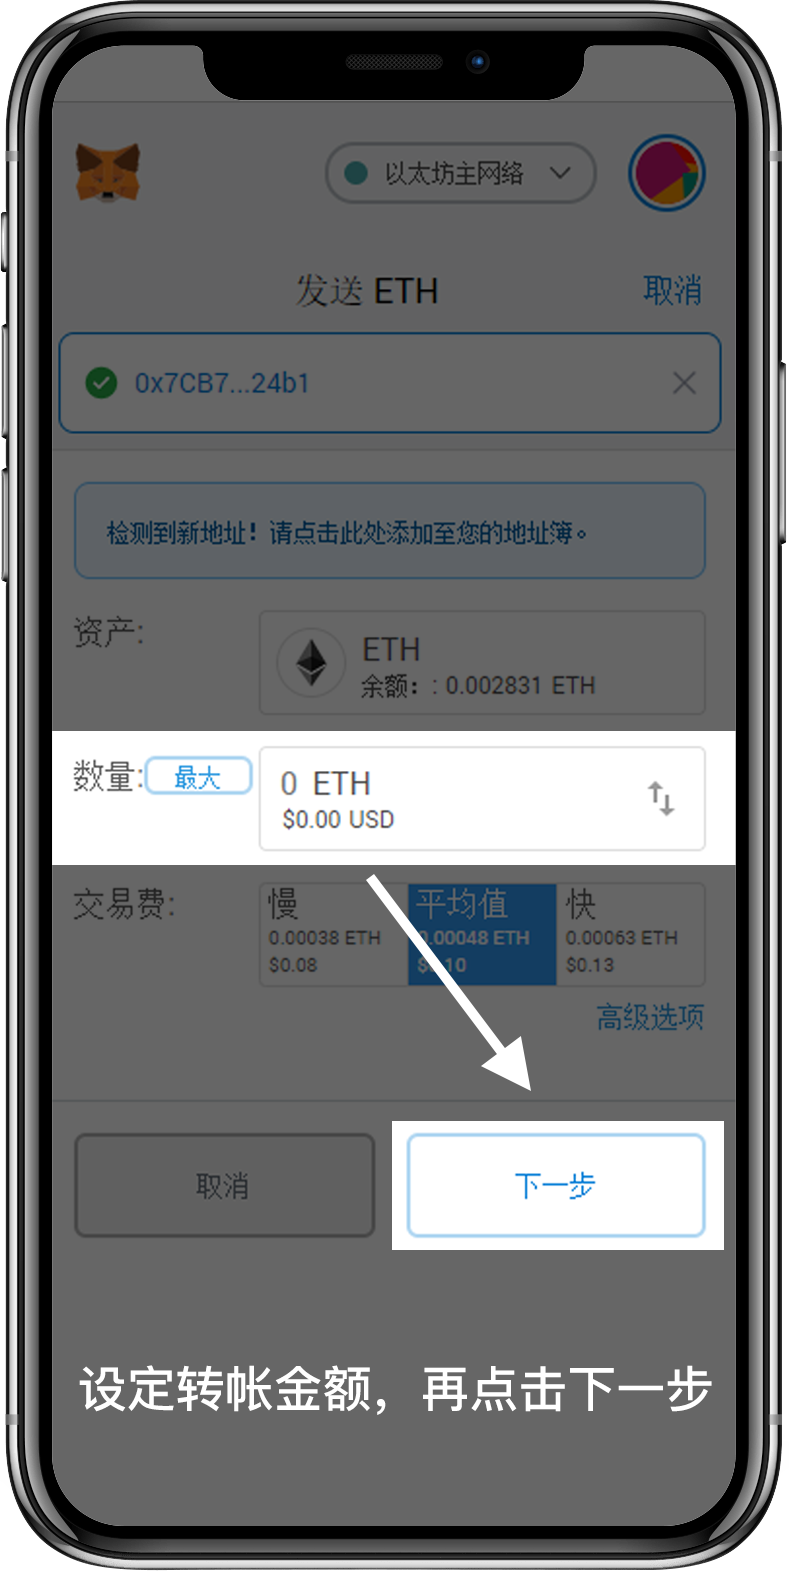 以太坊主网络
发送 ETH
取消
0x7CB7...24b1
检测到新地址！请点击此处添加至您的地址簿。
资产:
ETH
余额：: 0.002831 ETH
数量:
最大
0 ETH
$0.00 USD
交易费:
慢
0.00038 ETH
$0.08
平均值
0.00048 ETH
快
0.00063 ETH
$0.13
高级选项
取消
下一步
设定转帐金额，再点击下一步